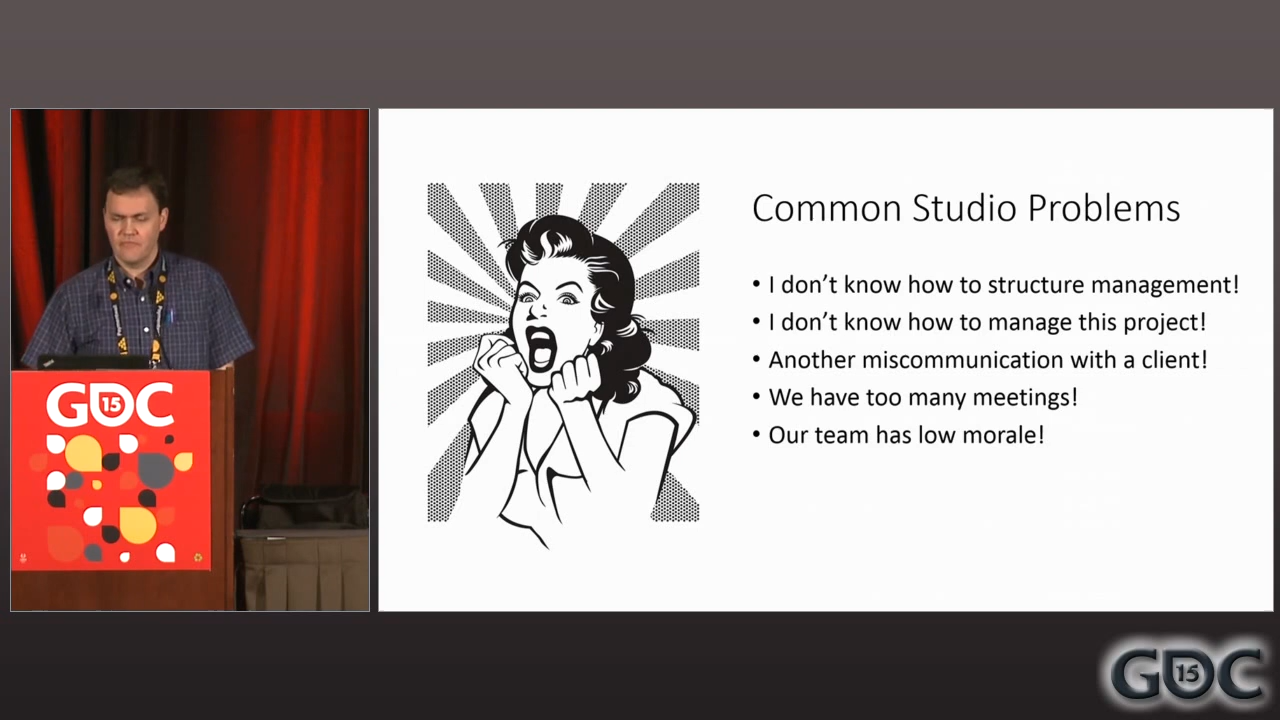 GDC
15
Common Studio Problems
• I don’t know how to structure management!
• I don’t know how to manage this project!
• Another miscommunication with a client!
• We have too many meetings!
• Our team has low morale!
GDC
15